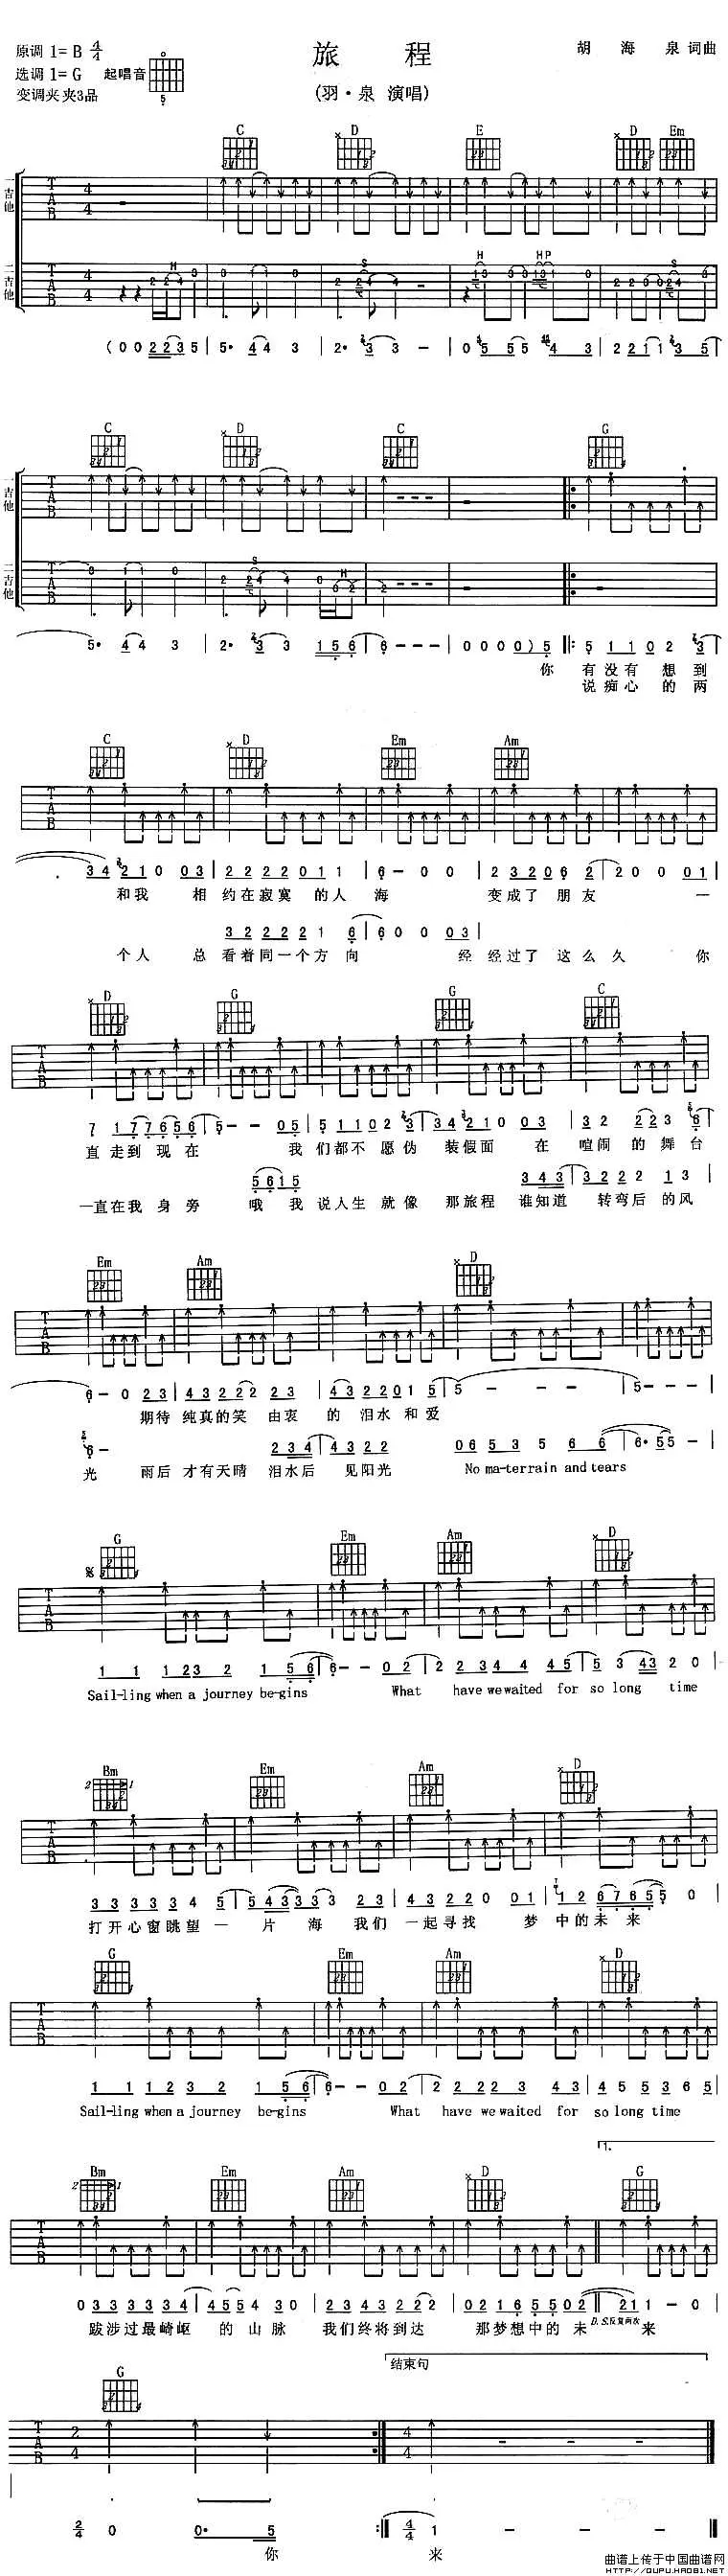 原调 1=B 4/4
旅 程
胡 海 泉 词曲
选调 1=G 起唱音
变调夹夹3品
(羽·泉 演唱)
C D E D Em
一吉他
二吉他
(0 0 2 2 3 5 | 5· 4 4 3 | 2· 3 3 - | 0 5 5 5 4 3 | 2 2 1 1 3 5 |
C D C G
一吉他
二吉他
5· 4 4 3 | 2· 3 3 1 5 6 | 6 - - - | 0 0 0 0) 5 |: 5 1 1 0 2 3 |
你 有没有 想到
说痴心 的两
C D Em Am
3 4 2 1 0 0 3 | 2 2 2 2 0 1 1 | 6 - 0 0 | 2 3 2 0 6 2 | 2 0 0 0 1 |
和我 相 约在寂寞 的人 海 变成了 朋友 一
3 2 2 2 2 1 6 | 6 0 0 0 3 |
个人 总 看着同一个方向 经经过了 这么久 你
D G G C
7 1 7 7 6 5 6 | 5 - - 0 5 | 5 1 1 0 2 3 | 3 4 2 1 0 0 3 | 3 2 2 2 3 6 |
直 走到 现在 我 们都不 愿伪 装假面 在 喧闹 的 舞台
5 6 1 5 3 4 3 | 3 2 2 2 1 3 |
一直在我 身 旁 哦 我 说人生 就像 那旅程 谁知道 转弯后 的风
Em Am D
6 - 0 2 3 | 4 3 2 2 2 2 3 | 4 3 2 2 0 1 5 | 5 - - - | 5 - - - |
期待 纯真的笑 由衷 的 泪水 和爱
6 - - 2 3 4 | 4 3 2 2 0 6 5 3 5 6 6 | 6· 5 5 - |
光 雨后 才有天晴 泪水后 见阳光 No ma-terrain and tears
G Em Am D
1 1 1 2 3 2 1 5 6 | 6 - - 0 2 | 2 2 3 4 4 4 5 | 5 3 4 3 2 0 |
Sail-ling when a journey be-gins What have we waited for so long time
Bm Em Am D
3 3 3 3 3 4 5 | 5 4 3 3 3 3 2 3 | 4 3 2 2 0 0 1 | 1 2 6 7 6 5 5 0 |
打开心窗眺望 一 片 海 我们 一起寻找 梦 中的 未 来
G Em Am D
1 1 1 2 3 2 1 5 6 | 6 - - 0 2 | 2 2 2 2 3 4 3 | 4 5 5 5 3 6 5 |
Sail-ling when a journey be-gins What have we waited for so long time
1.
Bm Em Am D G
0 3 3 3 3 3 4 | 4 5 5 4 3 0 | 3 3 4 3 2 2 2 | 0 2 1 6 5 5 0 2 || 2 1 1 - 0 |
跋涉过最崎岖 的 山脉 我们终将到达 那梦想中的 未 D.S.反复两次 来
结束句
G
2/4 0 0· 5 :| 4/4 1 - - - |
你 来
曲谱上传于中国曲谱网
HTTP://QUPU.HAO81.NET